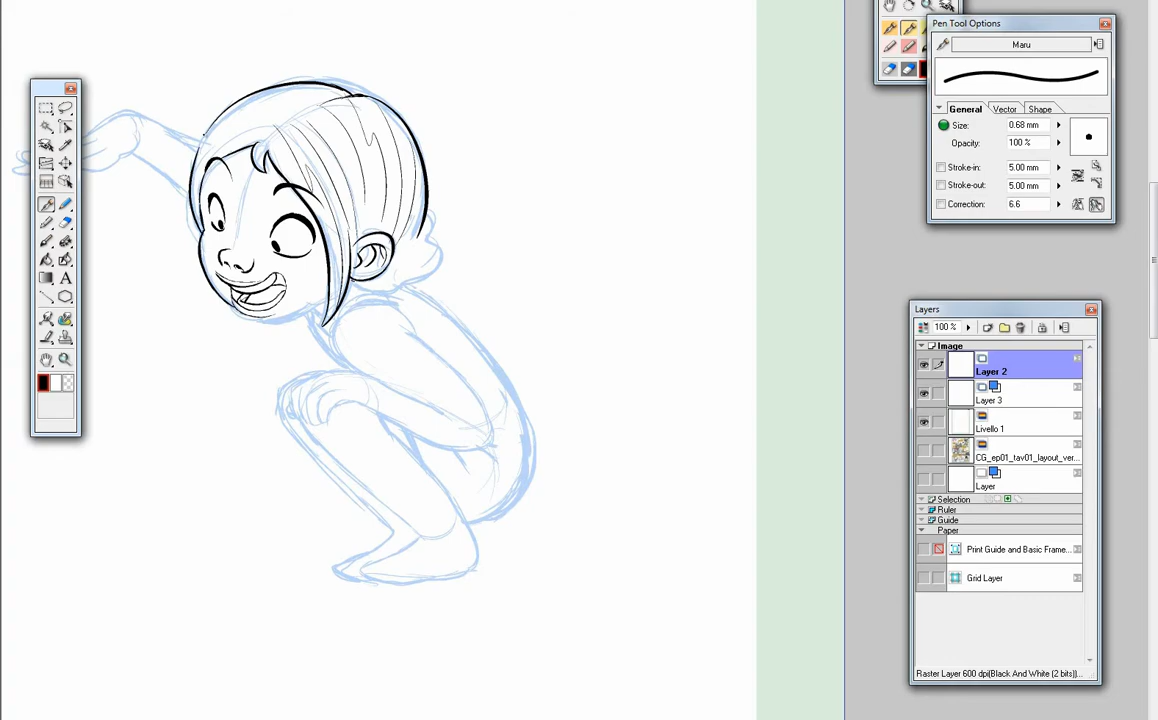 Pen Tool Options
Maru
General Vector Shape
Size: 0.68 mm
Opacity: 100 %
Stroke-in: 5.00 mm
Stroke-out: 5.00 mm
Correction: 6.6
A
Layers
100 %
Image
Layer 2
Layer 3
Livello 1
CG_ep01_tav01_layout_ver...
Layer
Selection
Ruler
Guide
Paper
Print Guide and Basic Frame...
Grid Layer
Raster Layer 600 dpi(Black And White (2 bits))...